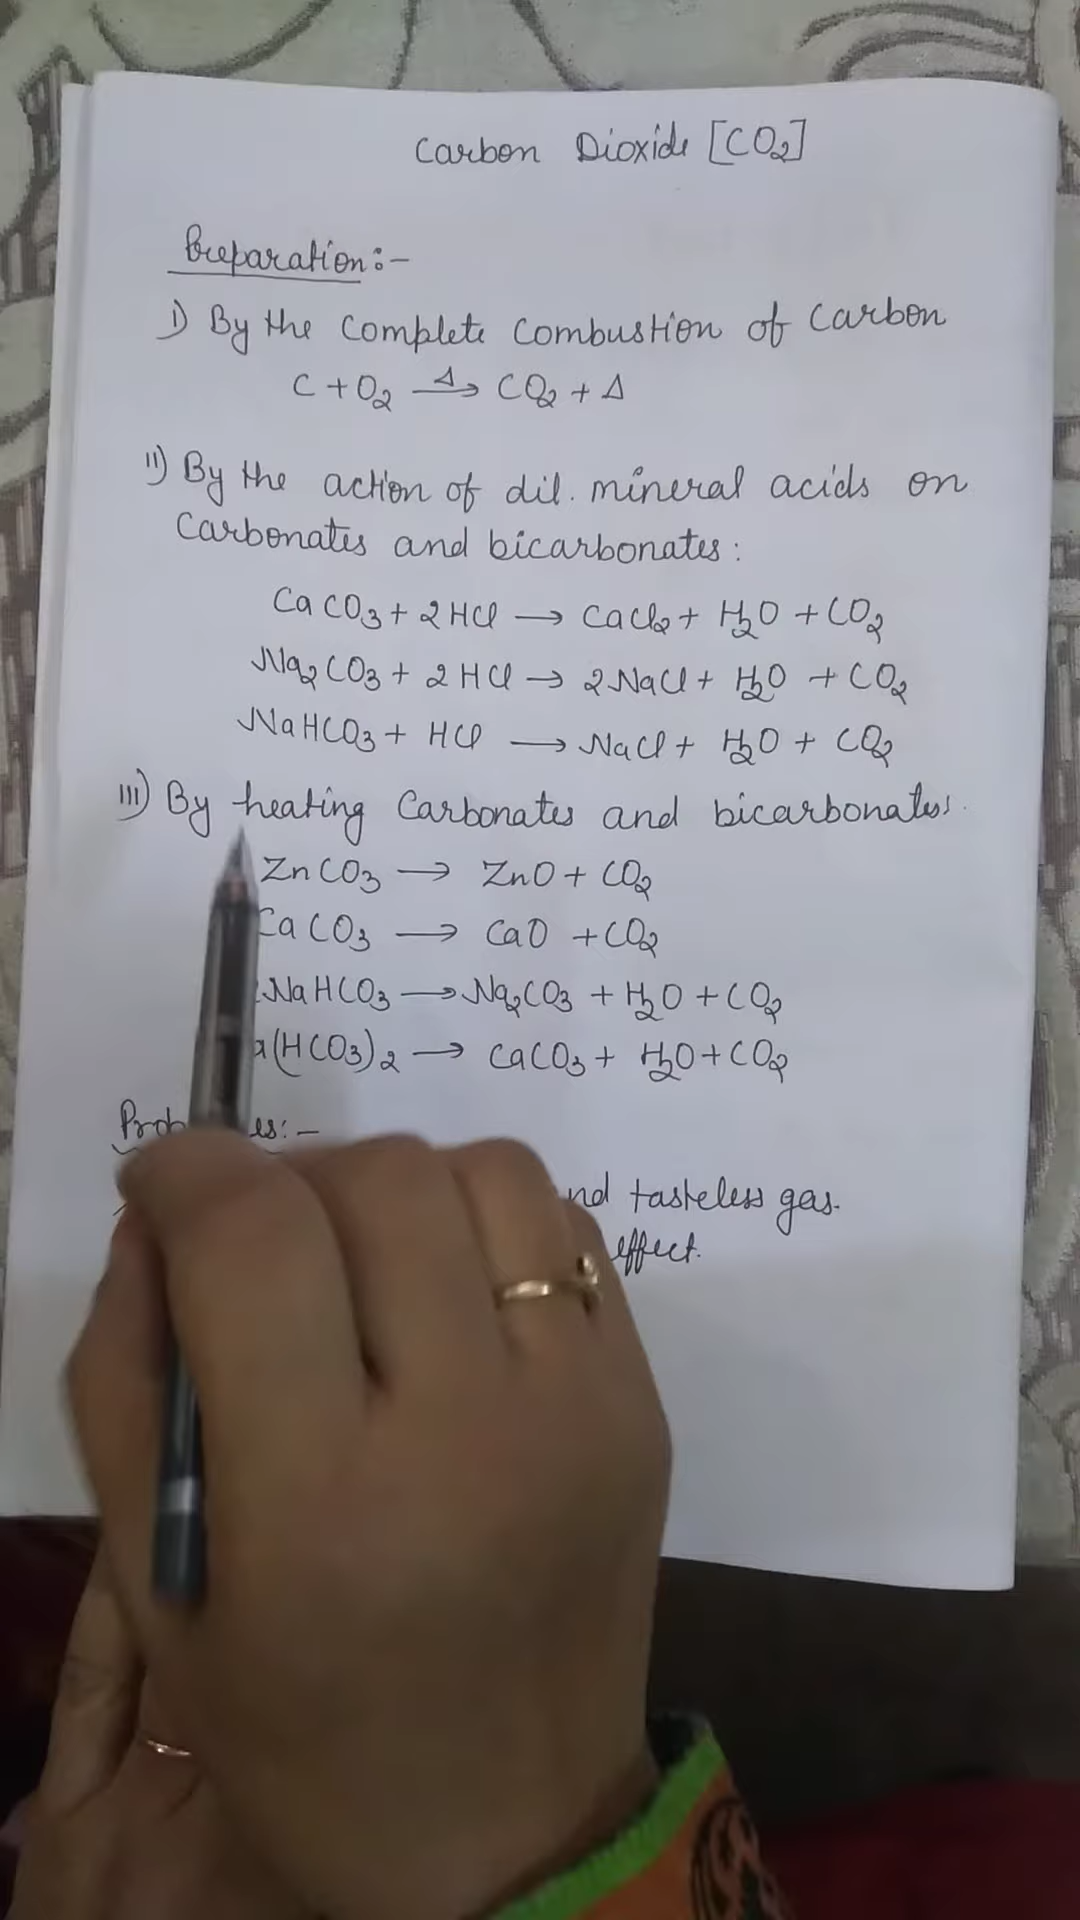 Carbon Dioxide [CO2]
Preparation:-
i) By the complete combustion of carbon
C + O2 —Δ→ CO2 + Δ
ii) By the action of dil. mineral acids on
Carbonates and bicarbonates:
CaCO3 + 2HCl → CaCl2 + H2O + CO2
Na2CO3 + 2HCl → 2NaCl + H2O + CO2
NaHCO3 + HCl → NaCl + H2O + CO2
iii) By heating Carbonates and bicarbonates:
ZnCO3 → ZnO + CO2
CaCO3 → CaO + CO2
NaHCO3 → Na2CO3 + H2O + CO2
(HCO3)2 → CaCO3 + H2O + CO2
tasteless gas.
effect.